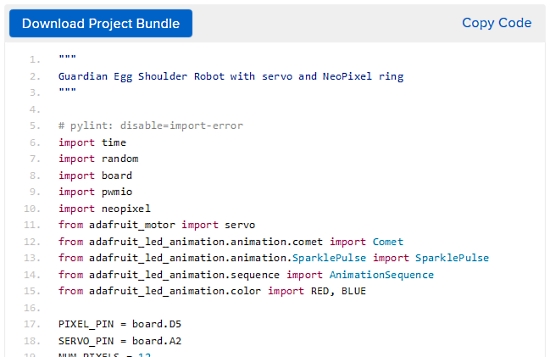 Download Project Bundle
Copy Code
1. """
2. Guardian Egg Shoulder Robot with servo and NeoPixel ring
3. """
4.
5. # pylint: disable=import-error
6. import time
7. import random
8. import board
9. import pwmio
10. import neopixel
11. from adafruit_motor import servo
12. from adafruit_led_animation.animation.comet import Comet
13. from adafruit_led_animation.animation.SparklePulse import SparklePulse
14. from adafruit_led_animation.sequence import AnimationSequence
15. from adafruit_led_animation.color import RED, BLUE
16.
17. PIXEL_PIN = board.D5
18. SERVO_PIN = board.A2
19. NUM_PIXELS = 12